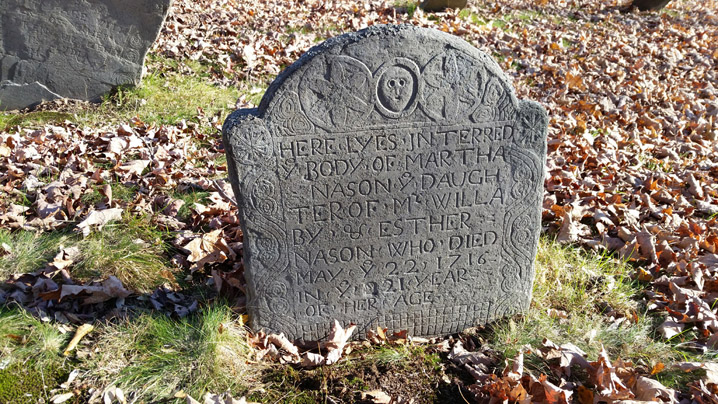 HERE·LYES·INTERRED
Yͤ BODY·OF·MARTHA
NASON·Yͤ DAUGH
TER OF·Mʳ WILLA
BY·& ESTHER·
NASON·WHO·DIED
MAY·Yͤ 22·1716·
IN·Yͤ 21·YEAR
OF·HER·AGE